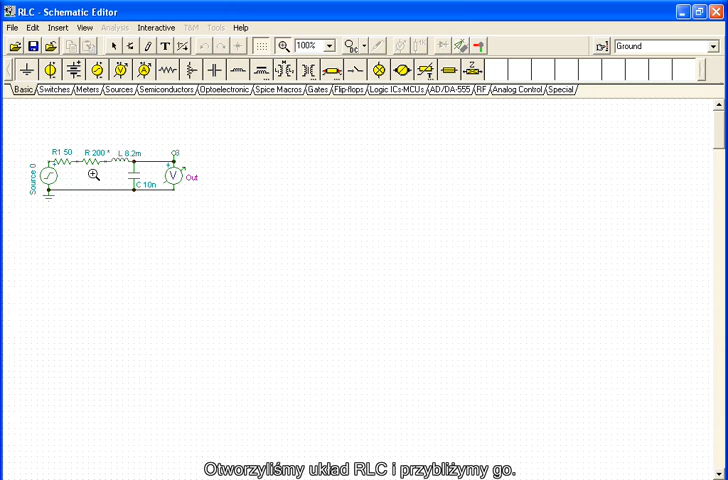 RLC - Schematic Editor
File Edit Insert View Analysis Interactive T&M Tools Help
100% DC Ground
Basic Switches Meters Sources Semiconductors Optoelectronic Spice Macros Gates Flip-flops Logic ICs-MCUs AD/DA-555 RF Analog Control Special
R1 50 R 200 * L 8.2m
Source 0
C 10n
V
Out
Otworzyliśmy układ RLC i przybliżymy go.